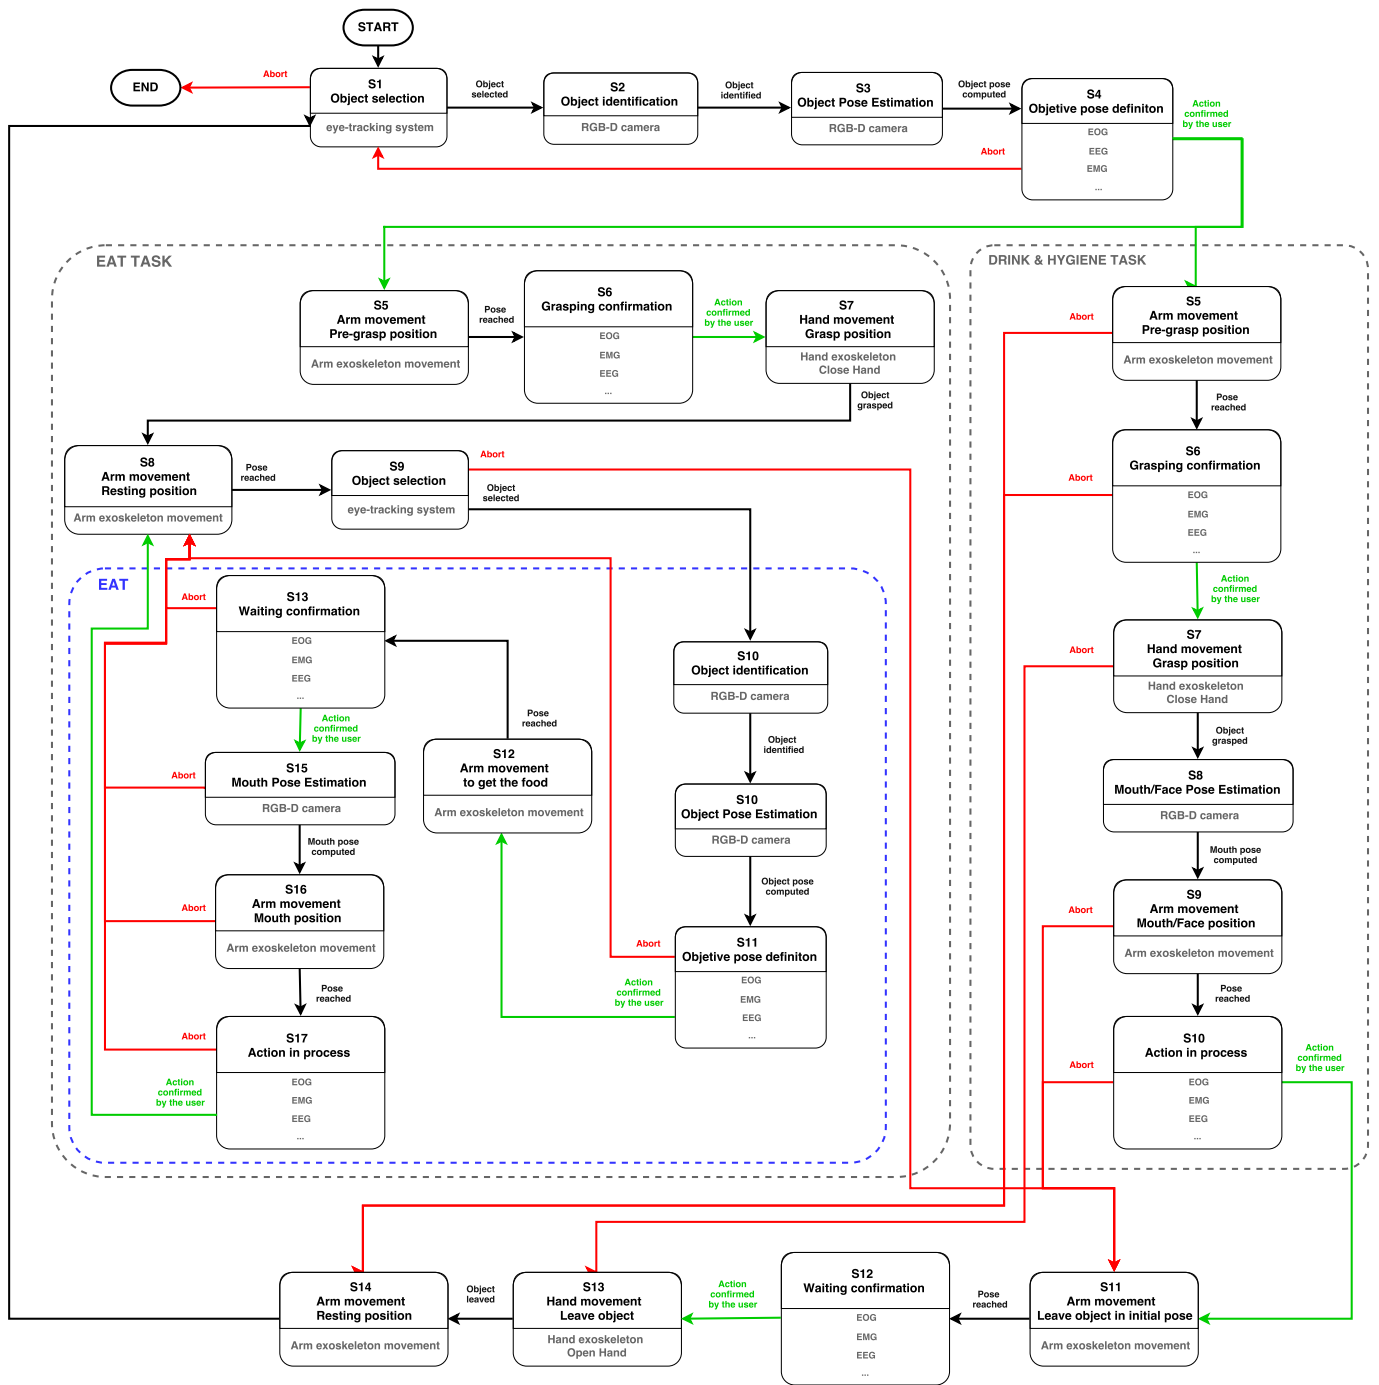 START
END
Abort
S1
Object selection
eye-tracking system
Object
selected
S2
Object identification
RGB-D camera
Object
identified
S3
Object Pose Estimation
RGB-D camera
Object pose
computed
S4
Objetive pose definiton
EOG
EEG
EMG
...
Action
confirmed
by the user
Abort
EAT TASK
S5
Arm movement
Pre-grasp position
Arm exoskeleton movement
Pose
reached
S6
Grasping confirmation
EOG
EMG
EEG
...
Action
confirmed
by the user
S7
Hand movement
Grasp position
Hand exoskeleton
Close Hand
Object
grasped
S8
Arm movement
Resting position
Arm exoskeleton movement
Pose
reached
S9
Object selection
eye-tracking system
Abort
Object
selected
EAT
Abort
S13
Waiting confirmation
EOG
EMG
EEG
...
Action
confirmed
by the user
Abort
S15
Mouth Pose Estimation
RGB-D camera
Mouth pose
computed
Abort
S16
Arm movement
Mouth position
Arm exoskeleton movement
Pose
reached
Abort
S17
Action in process
EOG
EMG
EEG
...
Action
confirmed
by the user
Pose
reached
S12
Arm movement
to get the food
Arm exoskeleton movement
S10
Object identification
RGB-D camera
Object
identified
S10
Object Pose Estimation
RGB-D camera
Object pose
computed
Abort
S11
Objetive pose definiton
EOG
EMG
EEG
...
Action
confirmed
by the user
DRINK & HYGIENE TASK
Abort
S5
Arm movement
Pre-grasp position
Arm exoskeleton movement
Pose
reached
Abort
S6
Grasping confirmation
EOG
EMG
EEG
...
Action
confirmed
by the user
Abort
S7
Hand movement
Grasp position
Hand exoskeleton
Close Hand
Object
grasped
S8
Mouth/Face Pose Estimation
RGB-D camera
Mouth pose
computed
Abort
S9
Arm movement
Mouth/Face position
Arm exoskeleton movement
Pose
reached
Abort
S10
Action in process
EOG
EMG
EEG
...
Action
confirmed
by the user
S14
Arm movement
Resting position
Arm exoskeleton movement
Object
leaved
S13
Hand movement
Leave object
Hand exoskeleton
Open Hand
Action
confirmed
by the user
S12
Waiting confirmation
EOG
EMG
EEG
...
Pose
reached
S11
Arm movement
Leave object in initial pose
Arm exoskeleton movement